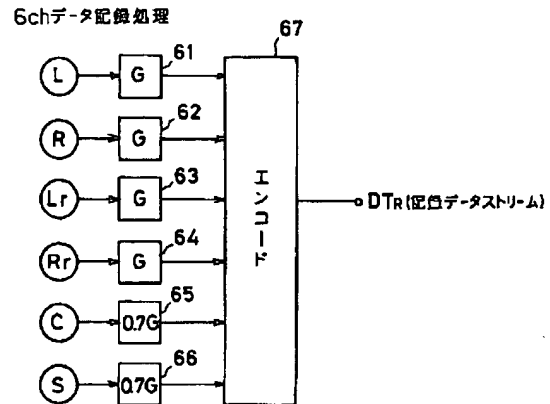 6chデータ記録処理
67
L
G
61
R
G
62
Lr
G
63
Rr
G
64
C
0.7G
65
S
0.7G
66
エンコード
DTR(記録データストリーム)